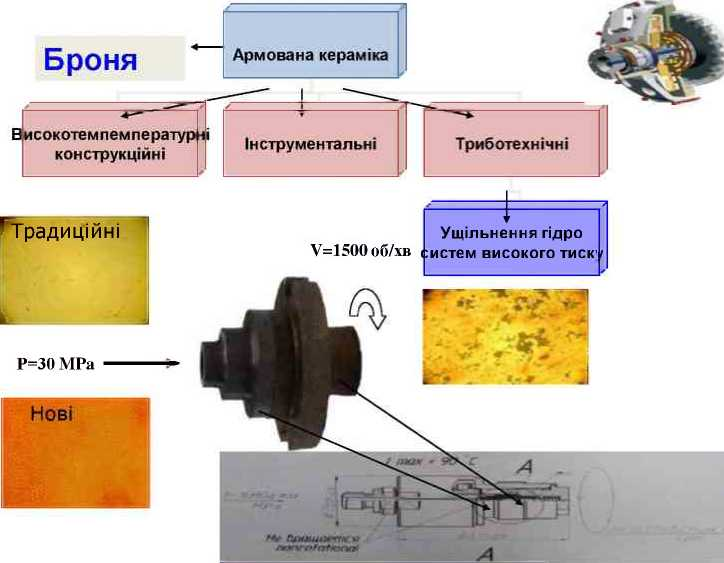 Броня
Армована кераміка
Високотемпемпературні
конструкційні
Інструментальні
Триботехнічні
Традиційні
V=1500 об/хв
Ущільнення гідро
систем високого тиску
P=30 MPa
Нові
t max + 90 °C
A
Не вращается
nonrotational
A